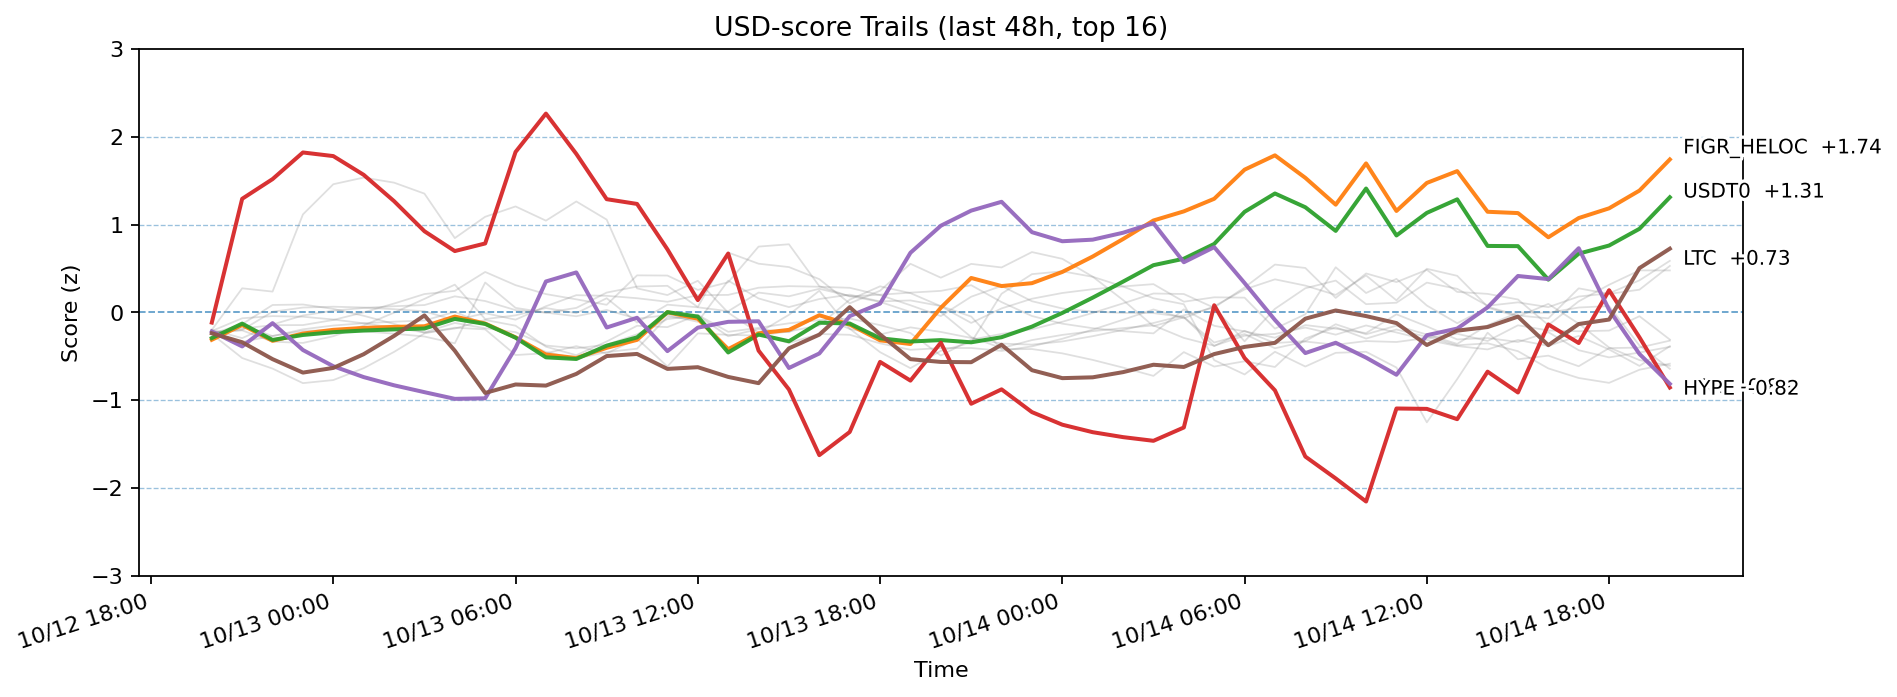 USD-score Trails (last 48h, top 16)
Score (z)
3
2
1
0
−1
−2
−3
FIGR_HELOC +1.74
USDT0 +1.31
LTC +0.73
HYPE
10/12 18:00
10/13 00:00
10/13 06:00
10/13 12:00
10/13 18:00
10/14 00:00
10/14 06:00
10/14 12:00
10/14 18:00
Time